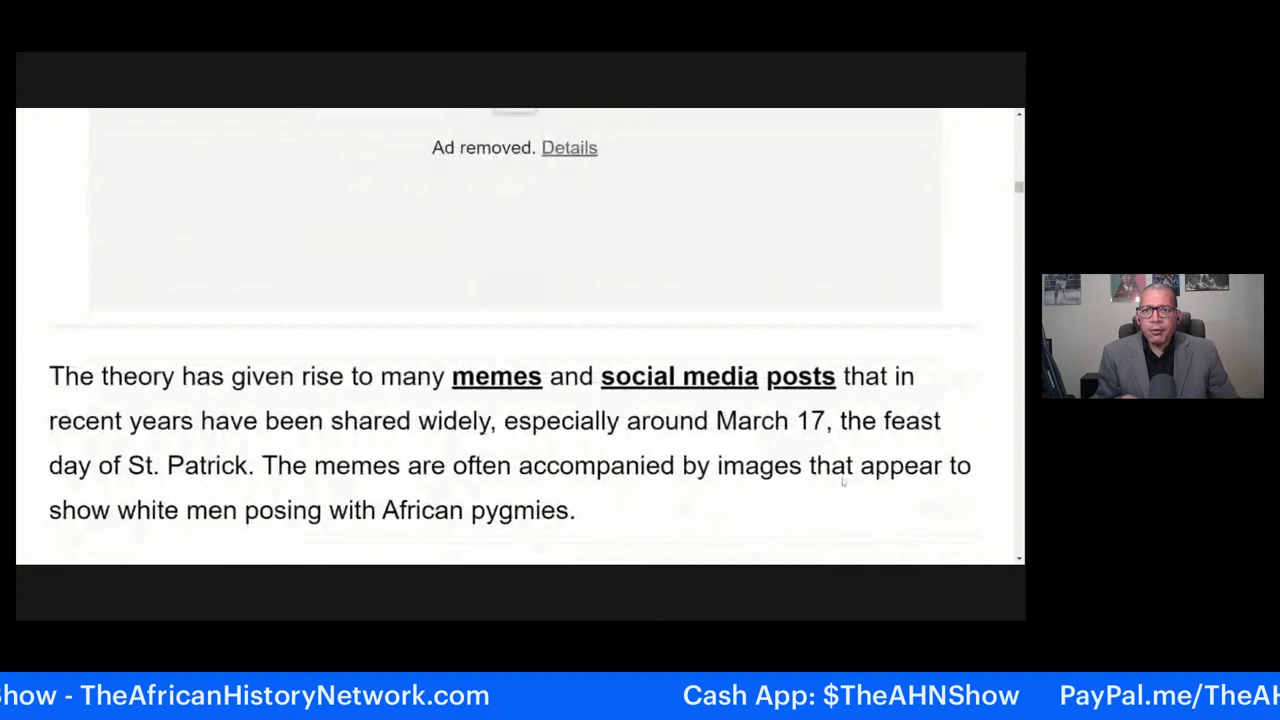 Ad removed. Details
The theory has given rise to many memes and social media posts that in
recent years have been shared widely, especially around March 17, the feast
day of St. Patrick. The memes are often accompanied by images that appear to
show white men posing with African pygmies.
Show - TheAfricanHistoryNetwork.com Cash App: $TheAHNShow PayPal.me/TheAH